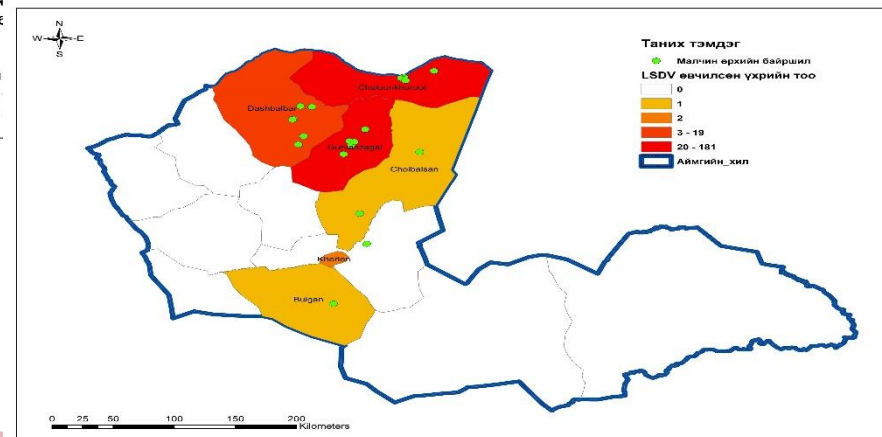 N
W E
S
Таних тэмдэг
Малчин өрхийн байршил
LSDV өвчилсөн үхрийн тоо
0
1
2
3 - 19
20 - 181
Аймгийн_хил
Dashbalbar
Choibalsan
Bulgan
0 25 50 100 150 200
Kilometers